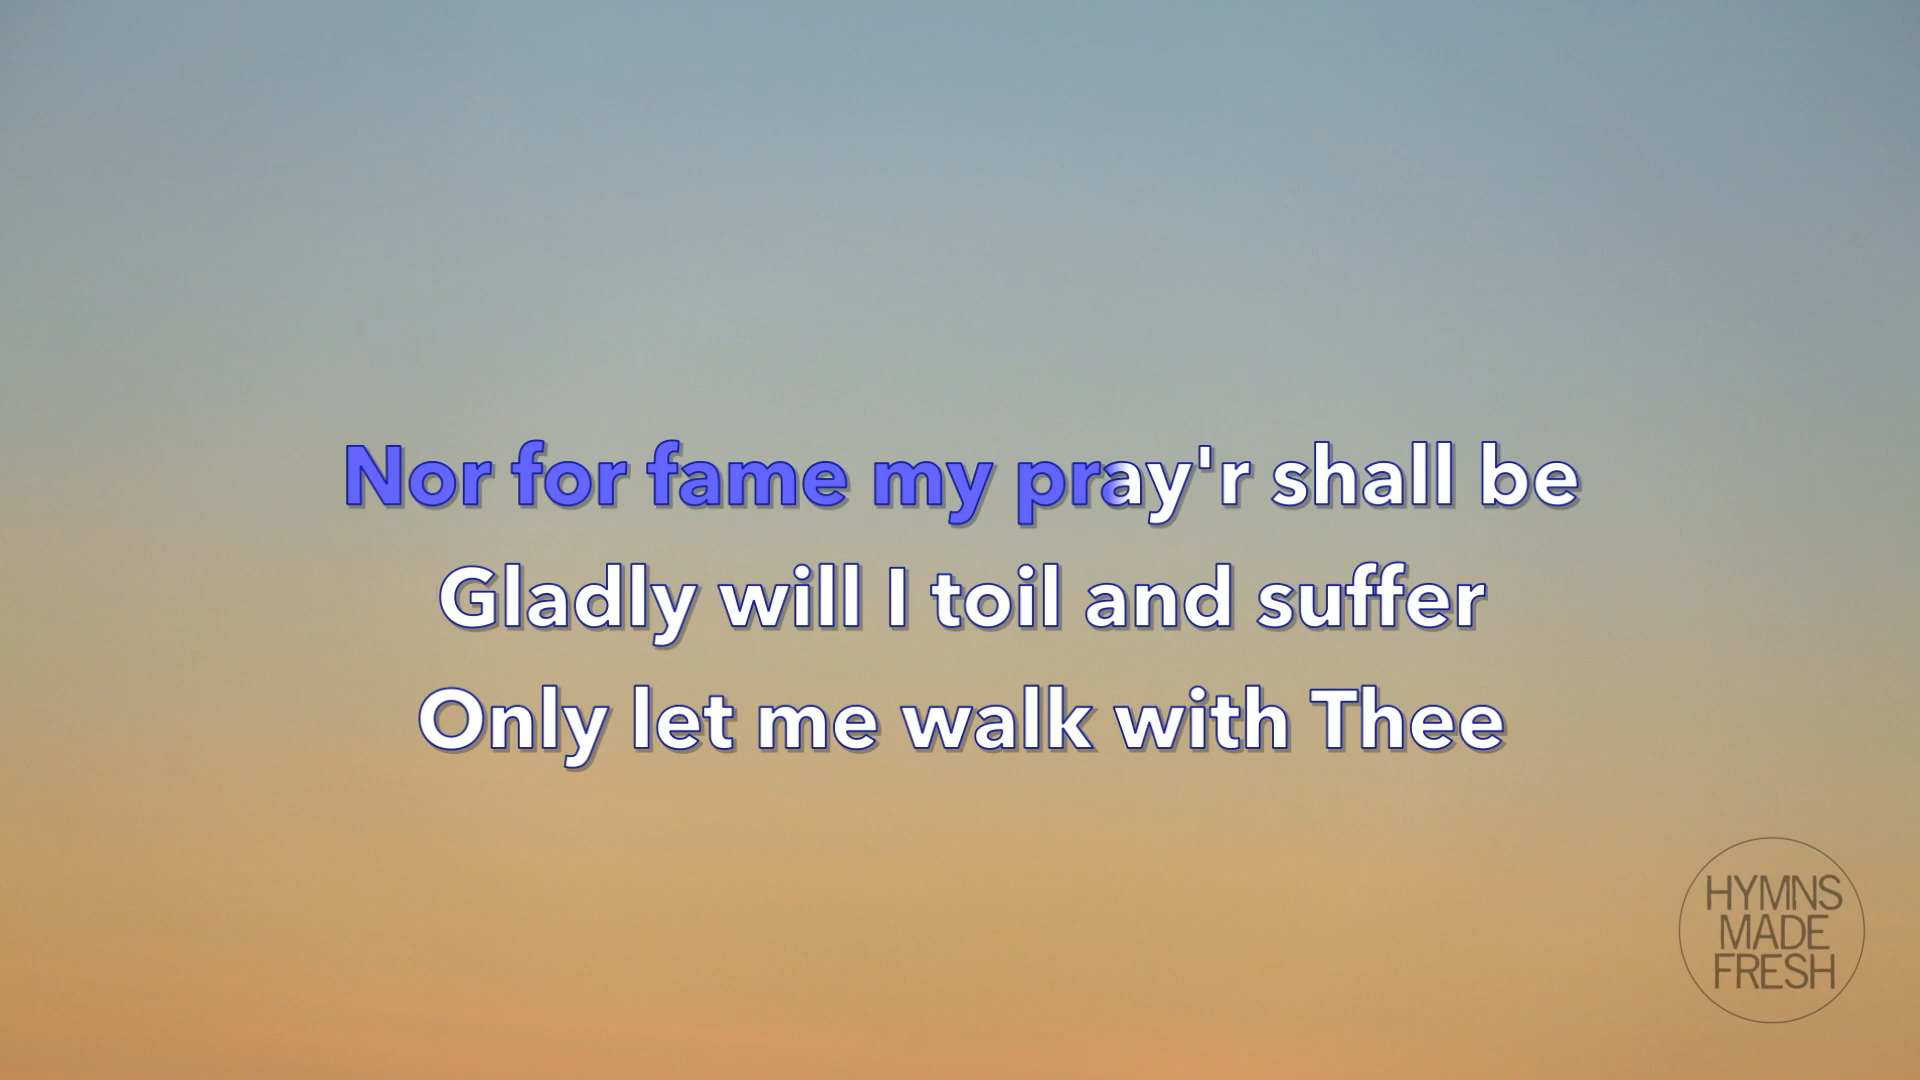 Nor for fame my pray'r shall be
Gladly will I toil and suffer
Only let me walk with Thee
HYMNS
MADE
FRESH